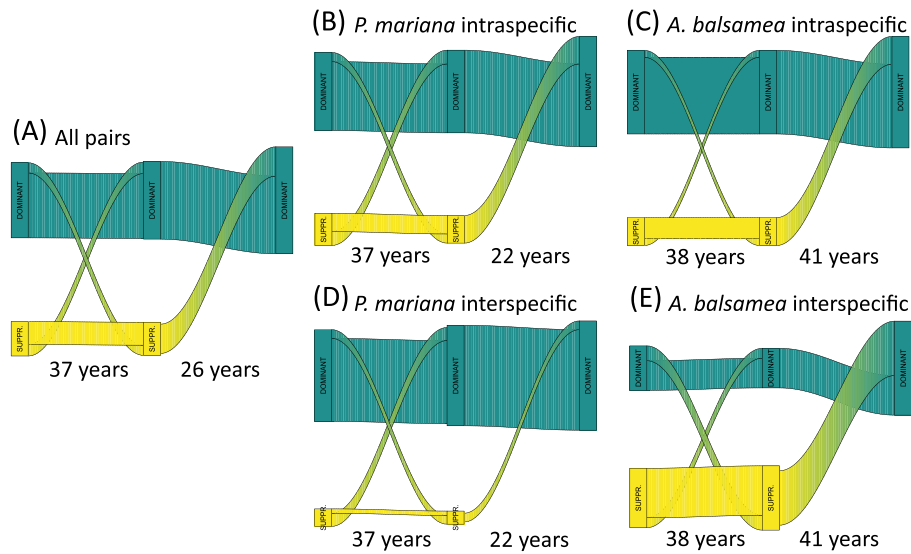 (A) All pairs
DOMINANT
DOMINANT
DOMINANT
SUPPR.
SUPPR.
37 years
26 years
(B) P. mariana intraspecific
DOMINANT
DOMINANT
DOMINANT
SUPPR.
SUPPR.
37 years
22 years
(C) A. balsamea intraspecific
DOMINANT
DOMINANT
DOMINANT
SUPPR.
SUPPR.
38 years
41 years
(D) P. mariana interspecific
DOMINANT
DOMINANT
DOMINANT
SUPPR.
SUPPR.
37 years
22 years
(E) A. balsamea interspecific
DOMINANT
DOMINANT
DOMINANT
SUPPR.
SUPPR.
38 years
41 years